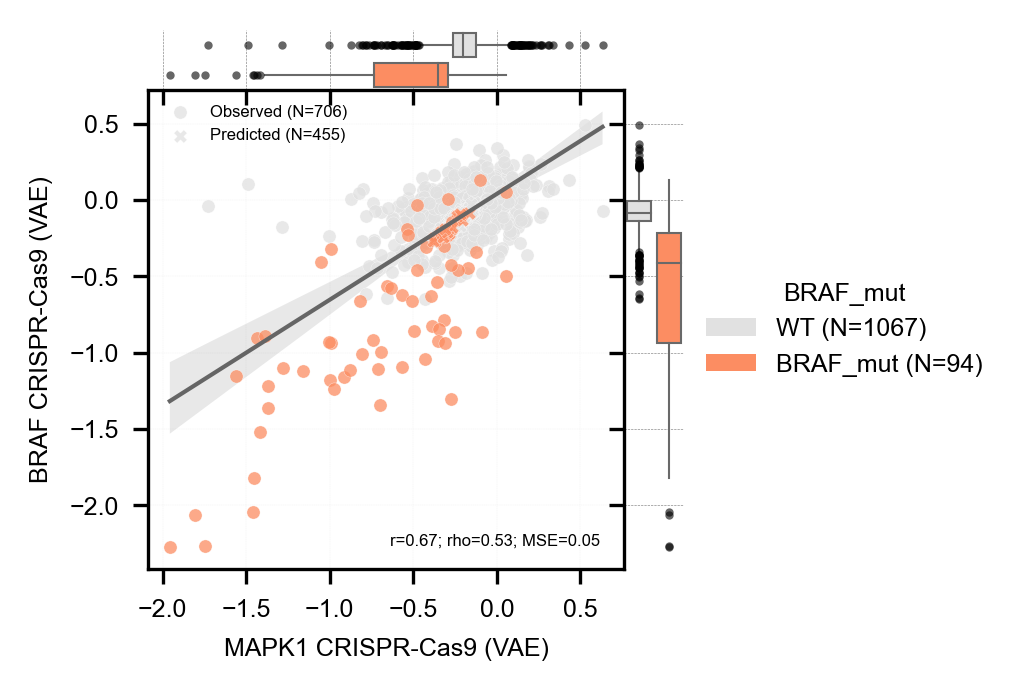 Observed (N=706)
Predicted (N=455)
0.5
0.0
−0.5
−1.0
−1.5
−2.0
BRAF CRISPR-Cas9 (VAE)
r=0.67; rho=0.53; MSE=0.05
−2.0 −1.5 −1.0 −0.5 0.0 0.5
MAPK1 CRISPR-Cas9 (VAE)
BRAF_mut
WT (N=1067)
BRAF_mut (N=94)